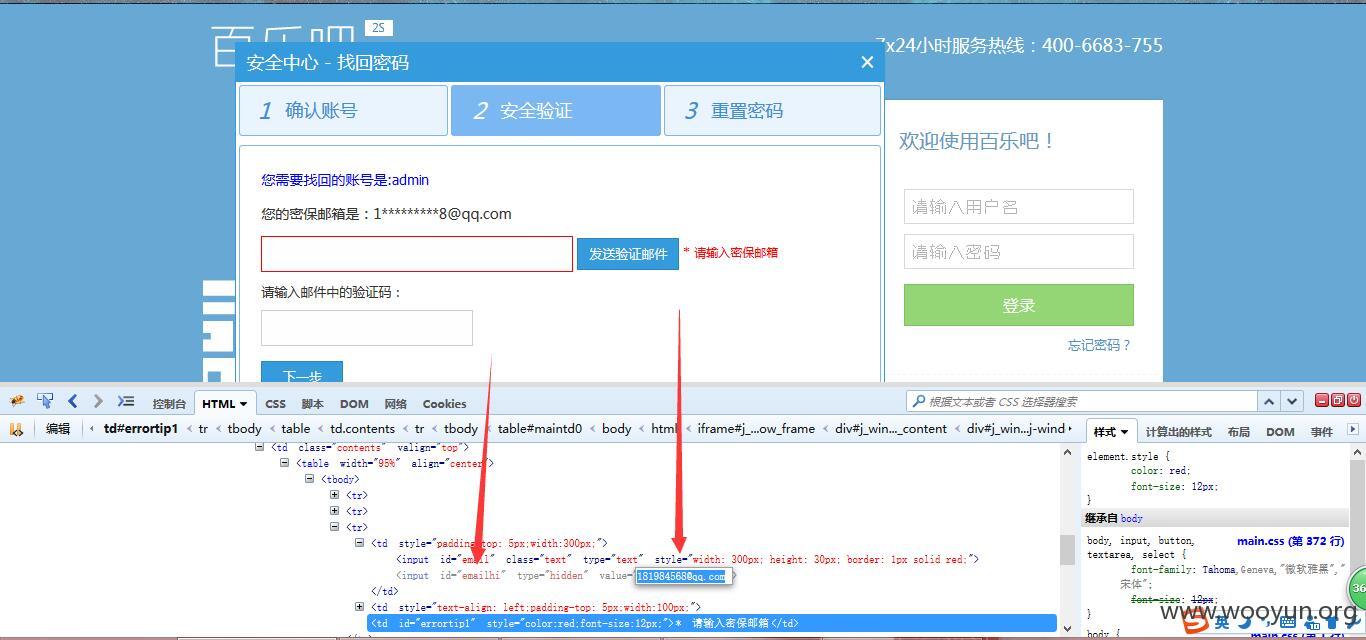 百乐吧 2S
7x24小时服务热线：400-6683-755
安全中心 - 找回密码 ×
1 确认账号 2 安全验证 3 重置密码
您需要找回的账号是:admin
您的密保邮箱是：1*********8@qq.com
发送验证邮件 * 请输入密保邮箱
请输入邮件中的验证码：
下一步
欢迎使用百乐吧！
请输入用户名
请输入密码
登录
忘记密码？
控制台 HTML CSS 脚本 DOM 网络 Cookies 根据文本或者 CSS 选择器搜索
编辑 td#errortip1 < tr < tbody < table < td.contents < tr < tbody < table#maintd0 < body < html < iframe#j_...ow_frame < div#j_win..._content < div#j_win...j-wind
<td class="contents" valign="top">
<table width="95%" align="center">
<tbody>
<tr>
<tr>
<tr>
<td style="padding-top: 5px;width:300px;">
<input id="email" class="text" type="text" style="width: 300px; height: 30px; border: 1px solid red;">
<input id="emailhi" type="hidden" value="181984568@qq.com">
</td>
<td style="text-align: left;padding-top: 5px;width:100px;">
<td id="errortip1" style="color:red;font-size:12px;">* 请输入密保邮箱</td>
样式 计算出的样式 布局 DOM 事件
element.style {
color: red;
font-size: 12px;
}
继承自 body
body, input, button, textarea, select { main.css (第 372 行)
font-family: Tahoma,Geneva,"微软雅黑","宋体";
font-size: 12px;
}
body {
www.wooyun.org
英
36